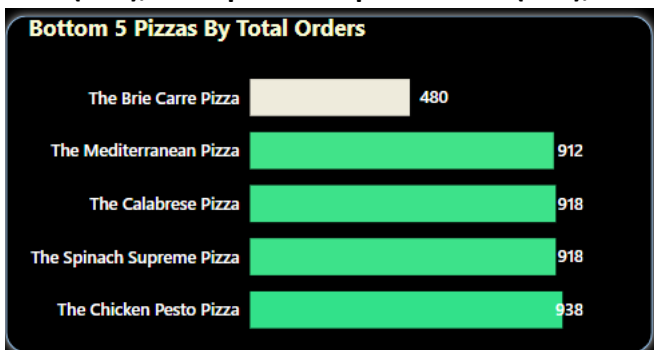 Bottom 5 Pizzas By Total Orders
The Brie Carre Pizza 480
The Mediterranean Pizza 912
The Calabrese Pizza 918
The Spinach Supreme Pizza 918
The Chicken Pesto Pizza 938